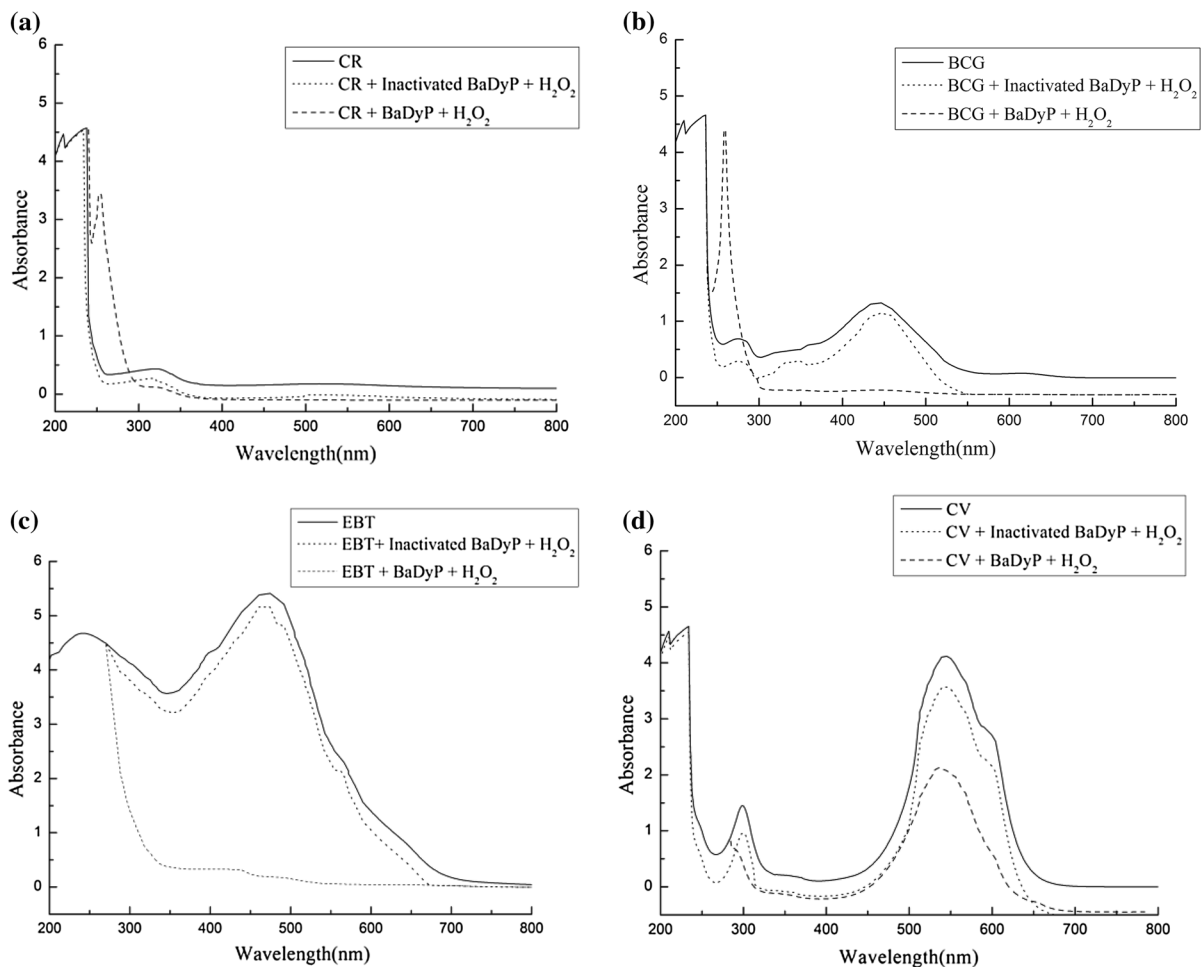 (a)
CR
CR + Inactivated BaDyP + H₂O₂
CR + BaDyP + H₂O₂
6
5
4
3
2
1
0
Absorbance
200 300 400 500 600 700 800
Wavelength(nm)
(b)
BCG
BCG + Inactivated BaDyP + H₂O₂
BCG + BaDyP + H₂O₂
6
5
4
3
2
1
0
Absorbance
200 300 400 500 600 700 800
Wavelength(nm)
(c)
EBT
EBT+ Inactivated BaDyP + H₂O₂
EBT + BaDyP + H₂O₂
6
5
4
3
2
1
0
Absorbance
200 300 400 500 600 700 800
Wavelength(nm)
(d)
CV
CV + Inactivated BaDyP + H₂O₂
CV + BaDyP + H₂O₂
6
5
4
3
2
1
0
Absorbance
200 300 400 500 600 700 800
Wavelength(nm)